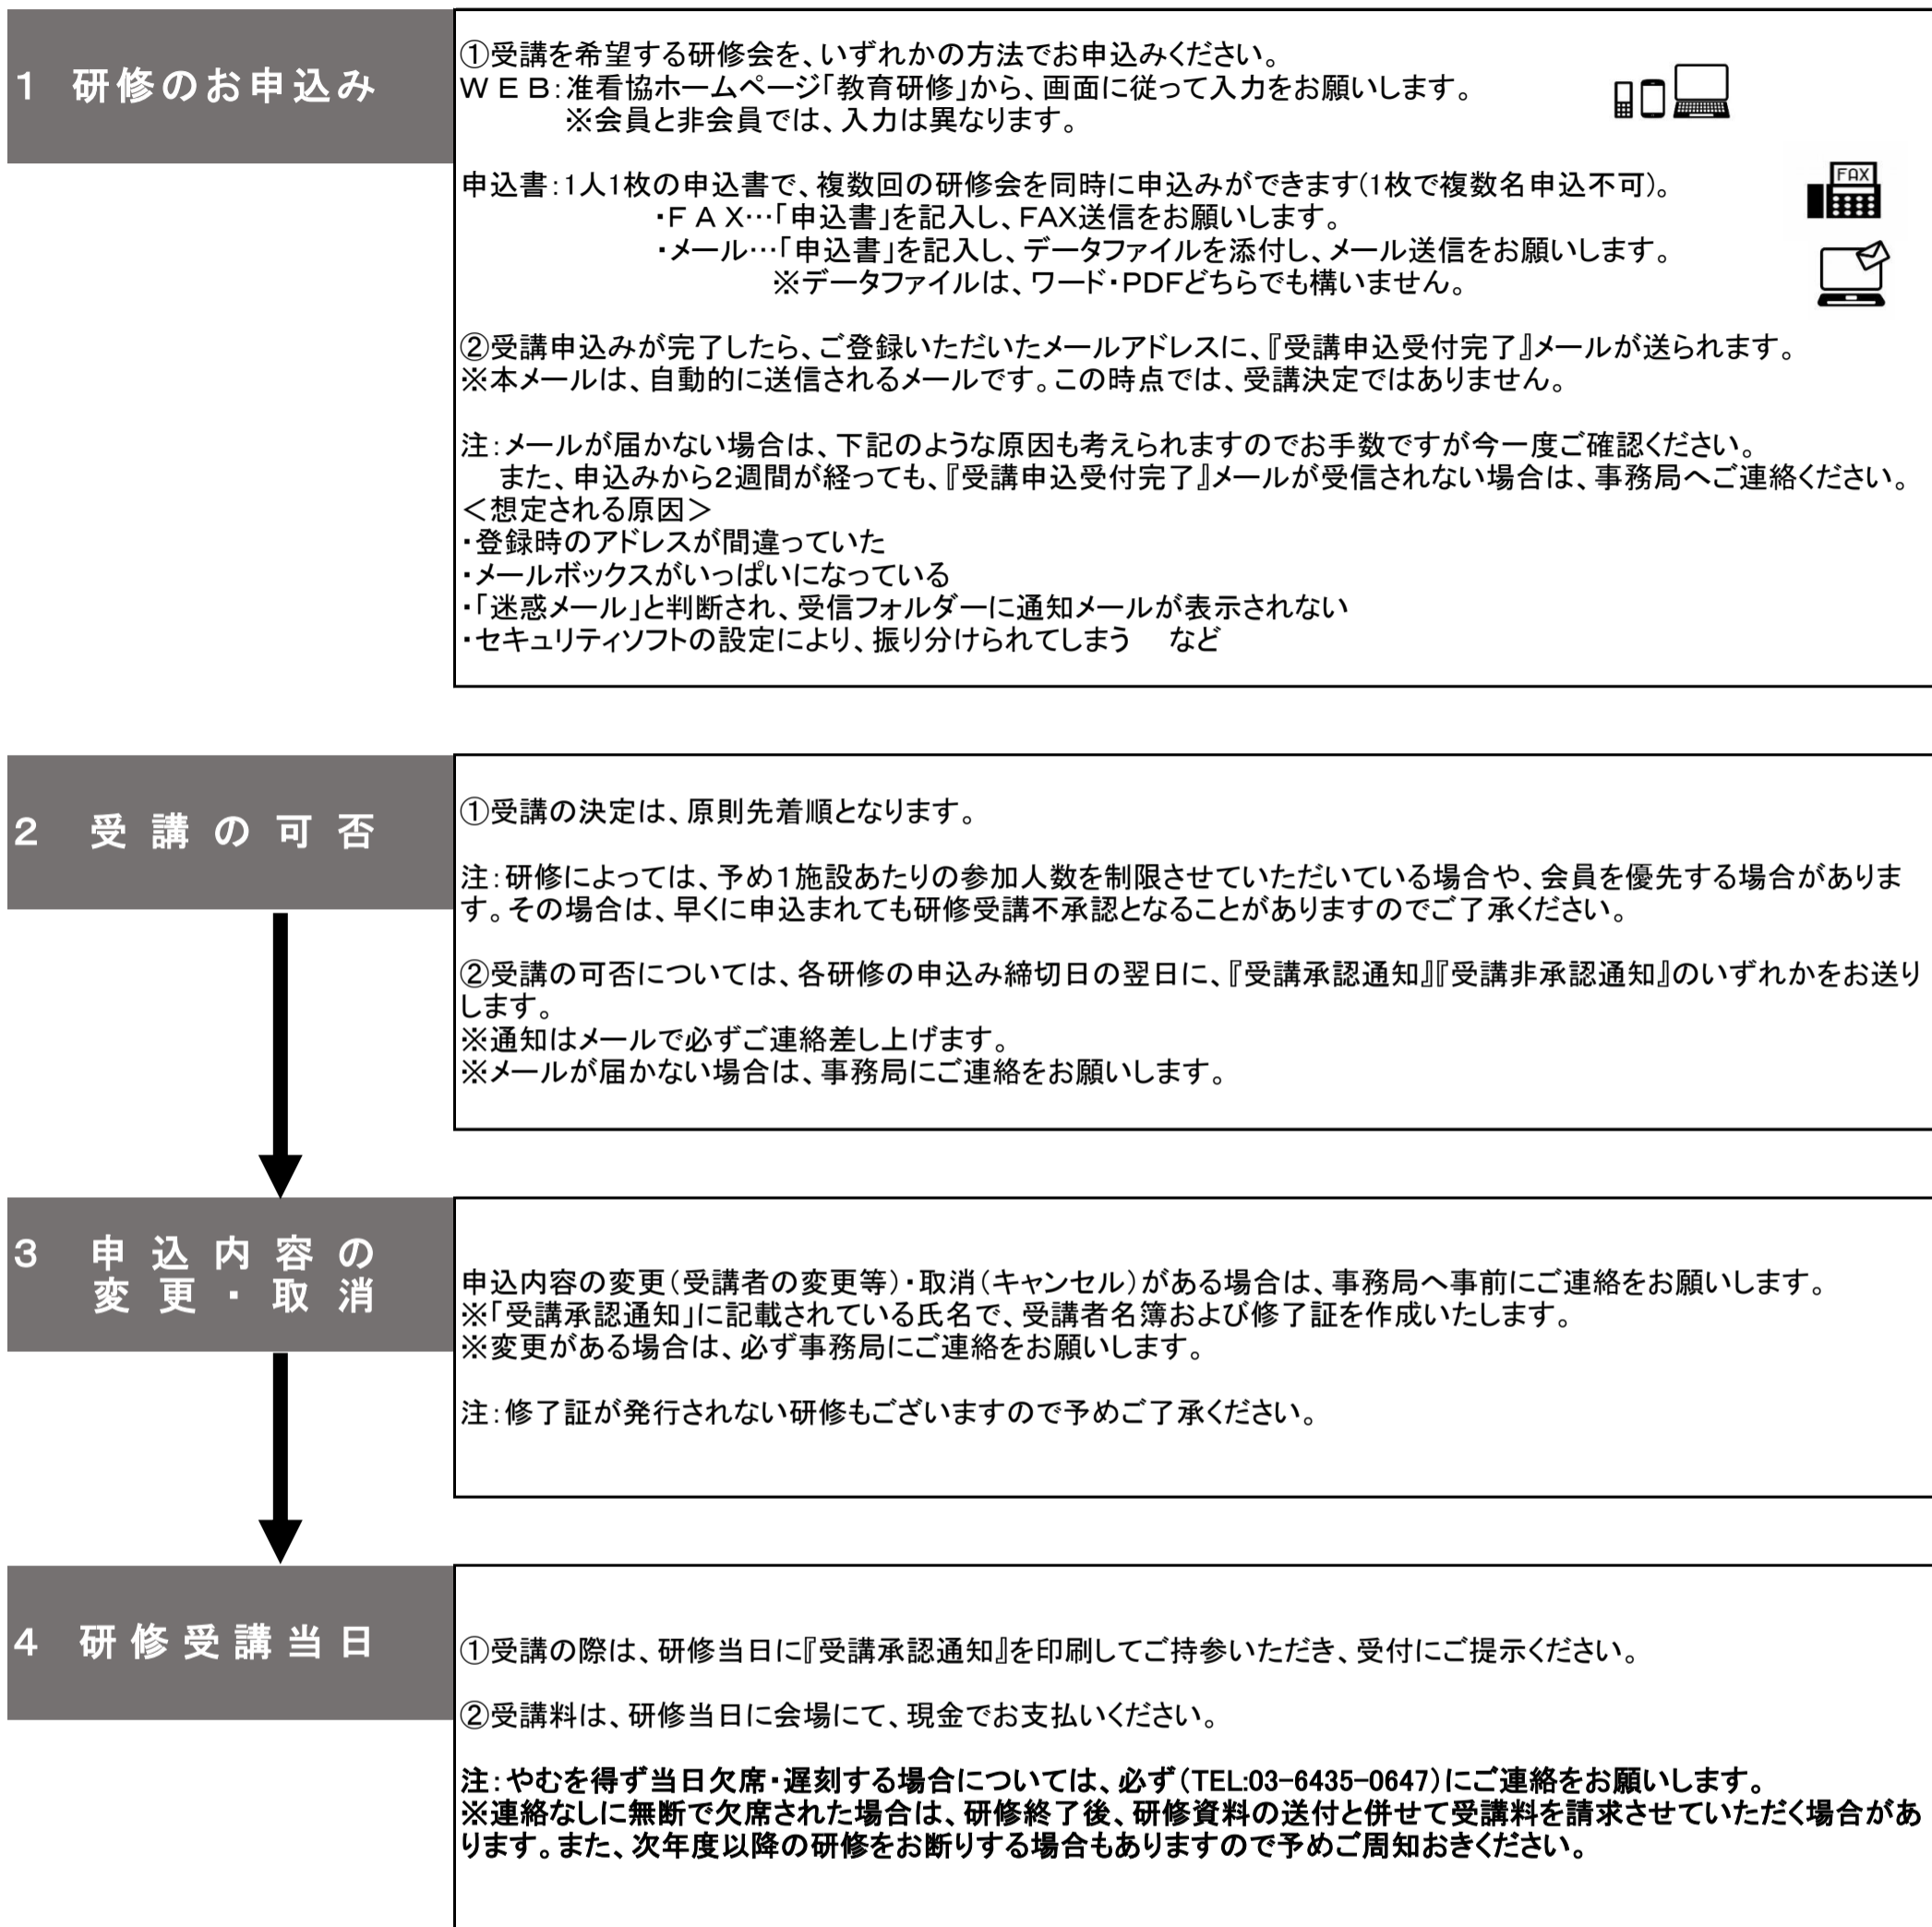 1 研修のお申込み
①受講を希望する研修会を、いずれかの方法でお申込みください。
ＷＥＢ：准看協ホームページ「教育研修」から、画面に従って入力をお願いします。
※会員と非会員では、入力は異なります。
申込書：1人1枚の申込書で、複数回の研修会を同時に申込みができます(1枚で複数名申込不可)。
・ＦＡＸ…「申込書」を記入し、FAX送信をお願いします。
・メール…「申込書」を記入し、データファイルを添付し、メール送信をお願いします。
※データファイルは、ワード・PDFどちらでも構いません。
FAX
②受講申込みが完了したら、ご登録いただいたメールアドレスに、『受講申込受付完了』メールが送られます。
※本メールは、自動的に送信されるメールです。この時点では、受講決定ではありません。
注：メールが届かない場合は、下記のような原因も考えられますのでお手数ですが今一度ご確認ください。
また、申込みから２週間が経っても、『受講申込受付完了』メールが受信されない場合は、事務局へご連絡ください。
＜想定される原因＞
・登録時のアドレスが間違っていた
・メールボックスがいっぱいになっている
・「迷惑メール」と判断され、受信フォルダーに通知メールが表示されない
・セキュリティソフトの設定により、振り分けられてしまう　など
2 受講の可否
①受講の決定は、原則先着順となります。
注：研修によっては、予め１施設あたりの参加人数を制限させていただいている場合や、会員を優先する場合がありま
す。その場合は、早くに申込まれても研修受講不承認となることがありますのでご了承ください。
②受講の可否については、各研修の申込み締切日の翌日に、『受講承認通知』『受講非承認通知』のいずれかをお送り
します。
※通知はメールで必ずご連絡差し上げます。
※メールが届かない場合は、事務局にご連絡をお願いします。
3 申込内容の
変更・取消
申込内容の変更（受講者の変更等）・取消（キャンセル）がある場合は、事務局へ事前にご連絡をお願いします。
※「受講承認通知」に記載されている氏名で、受講者名簿および修了証を作成いたします。
※変更がある場合は、必ず事務局にご連絡をお願いします。
注：修了証が発行されない研修もございますので予めご了承ください。
4 研修受講当日
①受講の際は、研修当日に『受講承認通知』を印刷してご持参いただき、受付にご提示ください。
②受講料は、研修当日に会場にて、現金でお支払いください。
注：やむを得ず当日欠席・遅刻する場合については、必ず（TEL:03-6435-0647）にご連絡をお願いします。
※連絡なしに無断で欠席された場合は、研修終了後、研修資料の送付と併せて受講料を請求させていただく場合があ
ります。また、次年度以降の研修をお断りする場合もありますので予めご周知おきください。